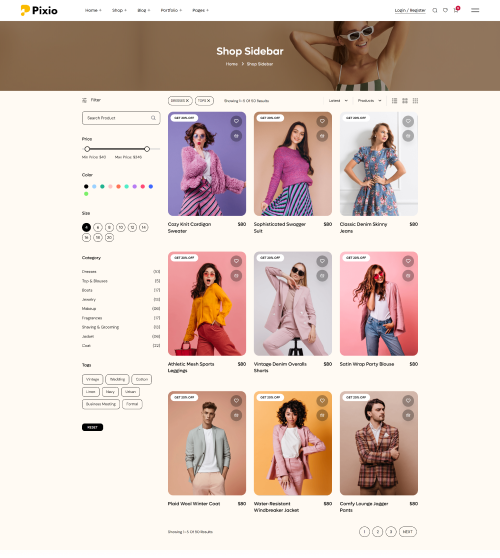 Pixio
Home + Shop + Blog + Portfolio + Pages +
Login / Register
Shop Sidebar
Home > Shop Sidebar
Filter
Search Product
Price
Min Price: $40 Max Price: $346
Color
Size
4 6 8 10 12 14
16 18 20
Category
Dresses (10)
Top & Blouses (5)
Boots (17)
Jewelry (13)
Makeup (06)
Fragrances (17)
Shaving & Grooming (13)
Jacket (06)
Coat (22)
Tags
Vintage Wedding Cotton
Linen Navy Urban
Business Meeting Formal
RESET
DRESSES X TOPS X Showing 1–5 Of 50 Results
Latest Products
GET 20% OFF
Cozy Knit Cardigan Sweater $80
GET 20% OFF
Sophisticated Swagger Suit $80
GET 20% OFF
Classic Denim Skinny Jeans $80
GET 20% OFF
Athletic Mesh Sports Leggings $80
GET 20% OFF
Vintage Denim Overalls Shorts $80
GET 20% OFF
Satin Wrap Party Blouse $80
GET 20% OFF
Plaid Wool Winter Coat $80
GET 20% OFF
Water-Resistant Windbreaker Jacket $80
GET 20% OFF
Comfy Lounge Jogger Pants $80
Showing 1–5 Of 50 Results
1 2 3 NEXT